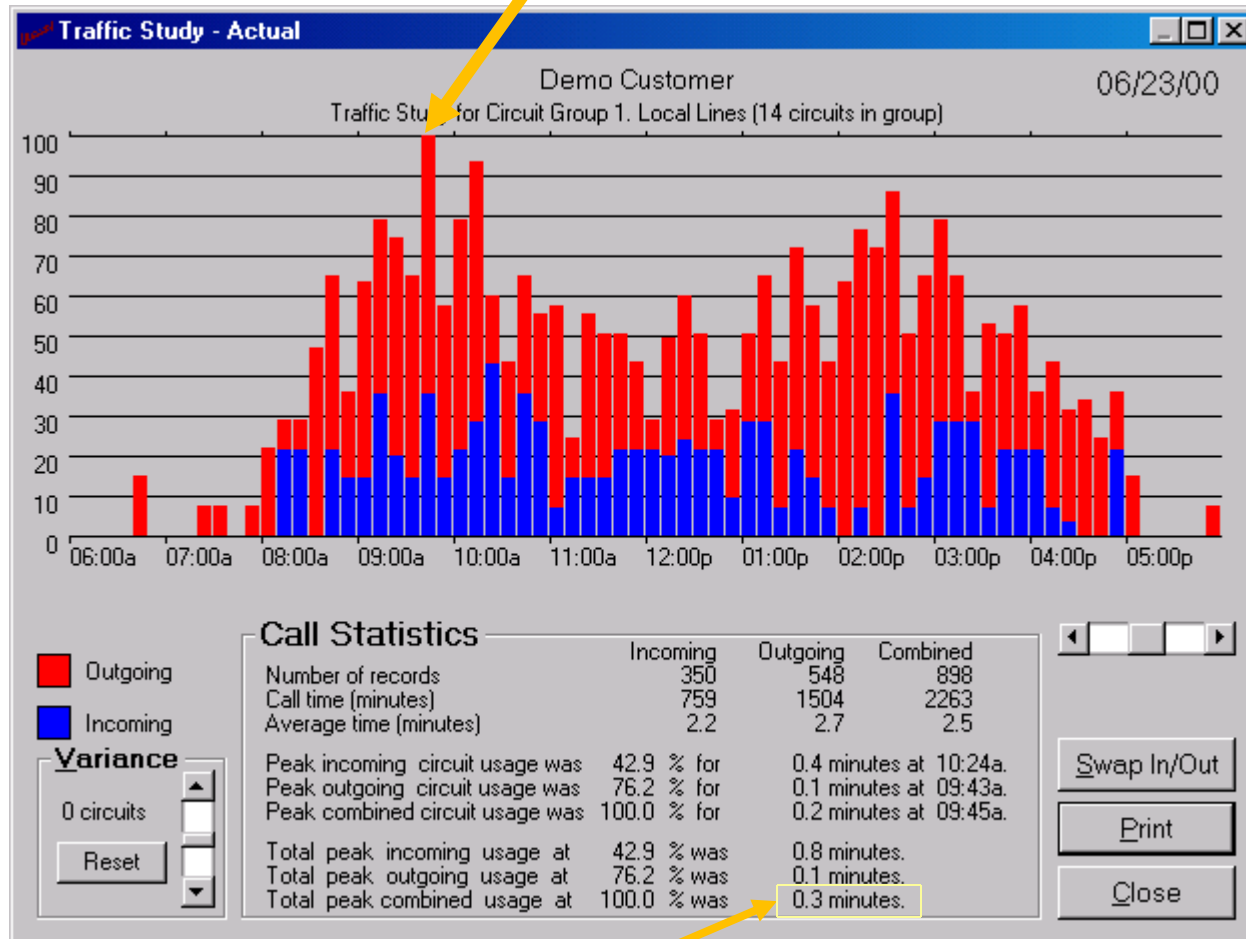 Traffic Study - Actual
Demo Customer
06/23/00
Traffic Study for Circuit Group 1. Local Lines (14 circuits in group)
100
90
80
70
60
50
40
30
20
10
0
06:00a 07:00a 08:00a 09:00a 10:00a 11:00a 12:00p 01:00p 02:00p 03:00p 04:00p 05:00p
Outgoing
Incoming
Variance
0 circuits
Reset
Call Statistics
Incoming Outgoing Combined
Number of records 350 548 898
Call time (minutes) 759 1504 2263
Average time (minutes) 2.2 2.7 2.5
Peak incoming circuit usage was 42.9 % for 0.4 minutes at 10:24a.
Peak outgoing circuit usage was 76.2 % for 0.1 minutes at 09:43a.
Peak combined circuit usage was 100.0 % for 0.2 minutes at 09:45a.
Total peak incoming usage at 42.9 % was 0.8 minutes.
Total peak outgoing usage at 76.2 % was 0.1 minutes.
Total peak combined usage at 100.0 % was 0.3 minutes.
Swap In/Out
Print
Close